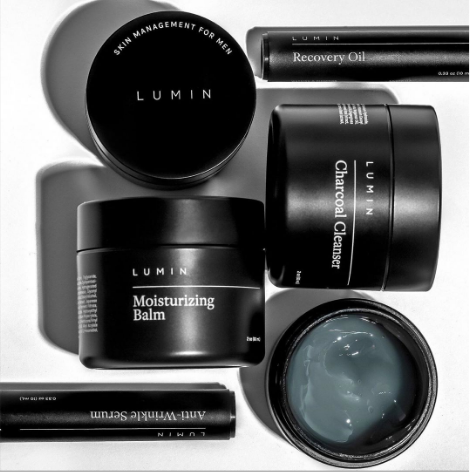 SKIN MANAGEMENT FOR MEN
LUMIN
LUMIN
Recovery Oil
LUMIN
Charcoal Cleanser
LUMIN
Moisturizing
Balm
LUMIN
Anti-Wrinkle Serum